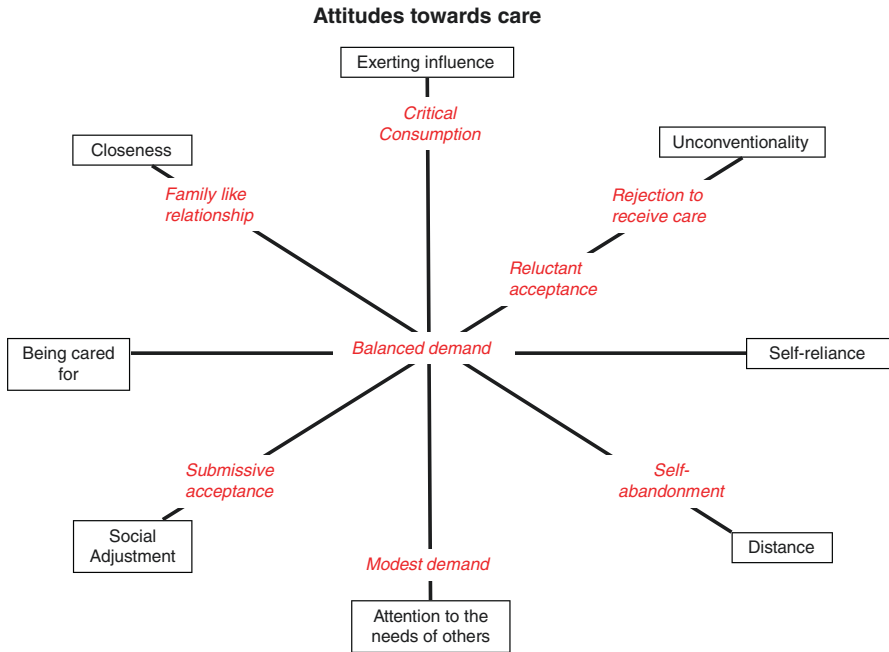 Attitudes towards care
Exerting influence
Critical
Consumption
Closeness
Unconventionality
Family like
relationship
Rejection to
receive care
Reluctant
acceptance
Being cared
for
Balanced demand
Self-reliance
Submissive
acceptance
Self-
abandonment
Social
Adjustment
Distance
Modest demand
Attention to the
needs of others